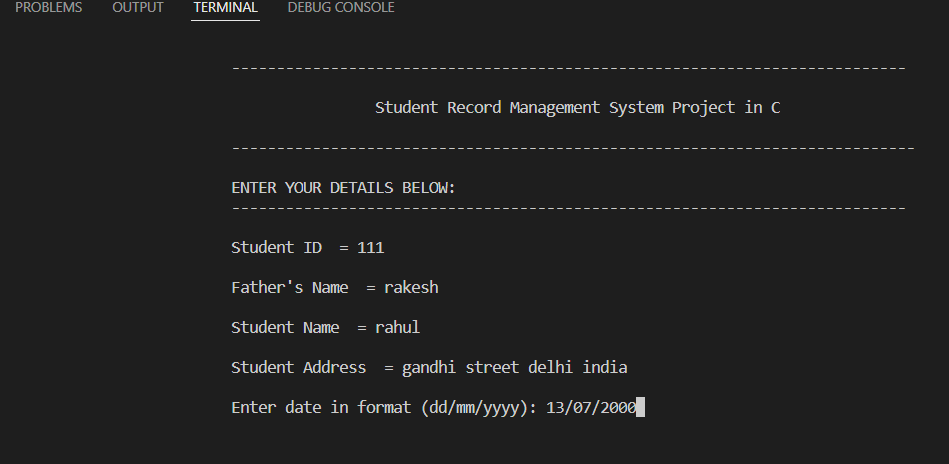 PROBLEMS OUTPUT TERMINAL DEBUG CONSOLE
---------------------------------------------------------------------------
Student Record Management System Project in C
----------------------------------------------------------------------------
ENTER YOUR DETAILS BELOW:
---------------------------------------------------------------------------
Student ID  = 111
Father's Name  = rakesh
Student Name  = rahul
Student Address  = gandhi street delhi india
Enter date in format (dd/mm/yyyy): 13/07/2000